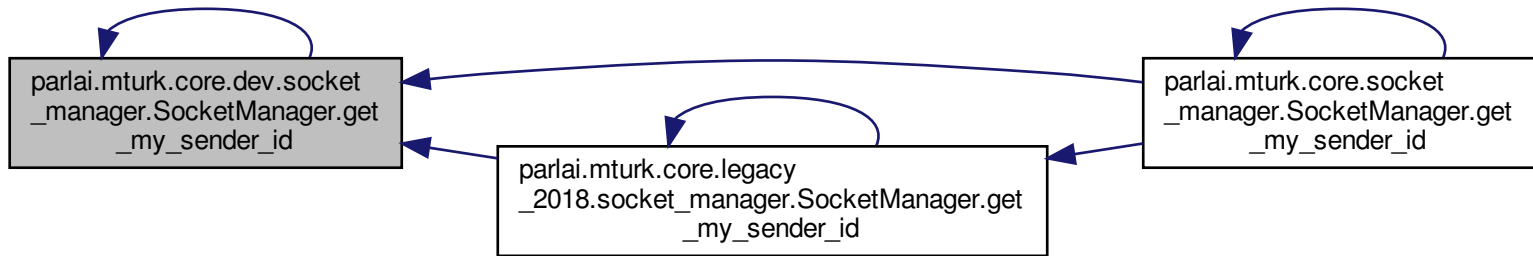 parlai.mturk.core.dev.socket
_manager.SocketManager.get
_my_sender_id
parlai.mturk.core.legacy
_2018.socket_manager.SocketManager.get
_my_sender_id
parlai.mturk.core.socket
_manager.SocketManager.get
_my_sender_id